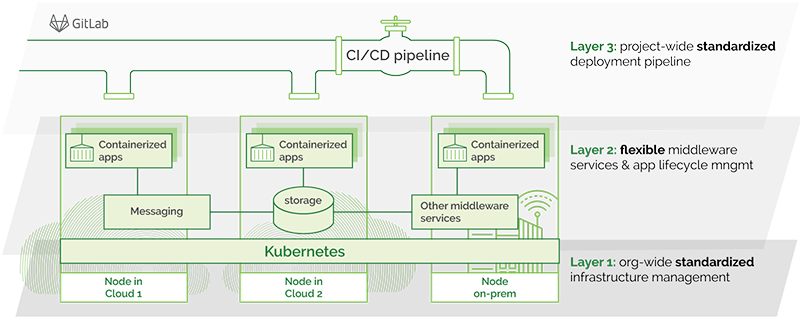 GitLab
CI/CD pipeline
Layer 3: project-wide standardized
deployment pipeline
Containerized
apps
Containerized
apps
Containerized
apps
Layer 2: flexible middleware
services & app lifecycle mngmt
Messaging
storage
Other middleware
services
Kubernetes
Layer 1: org-wide standardized
infrastructure management
Node in
Cloud 1
Node in
Cloud 2
Node
on-prem